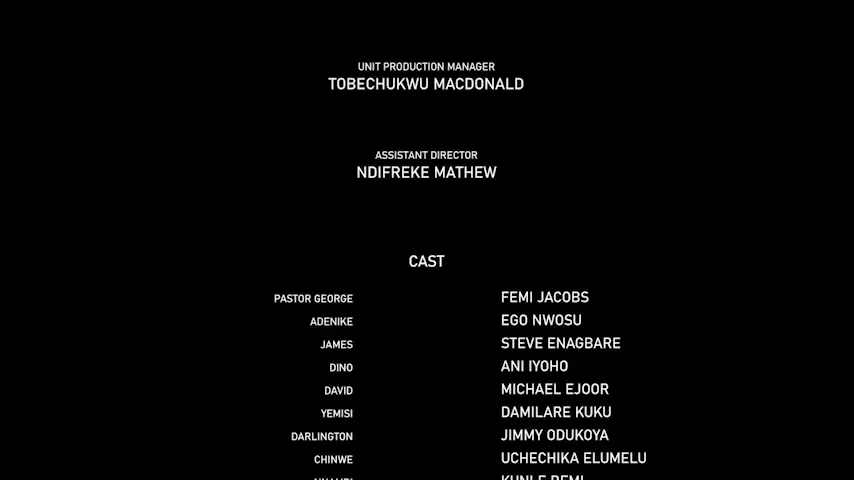 UNIT PRODUCTION MANAGER
TOBECHUKWU MACDONALD
ASSISTANT DIRECTOR
NDIFREKE MATHEW
CAST
PASTOR GEORGE FEMI JACOBS
ADENIKE EGO NWOSU
JAMES STEVE ENAGBARE
DINO ANI IYOHO
DAVID MICHAEL EJOOR
YEMISI DAMILARE KUKU
DARLINGTON JIMMY ODUKOYA
CHINWE UCHECHIKA ELUMELU